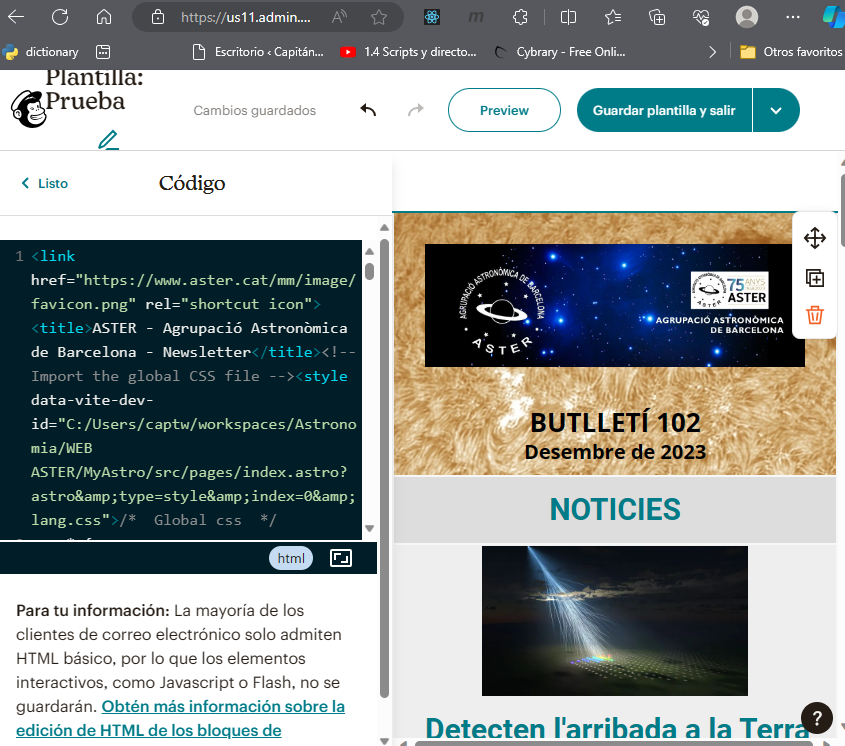 https://us11.admin....
dictionary
Escritorio ‹ Capitán...
1.4 Scripts y directo...
Cybrary - Free Onli...
Otros favoritos
Plantilla:
Prueba
Cambios guardados
Preview
Guardar plantilla y salir
Listo
Código
1 <link
href="https://www.aster.cat/mm/image/
favicon.png" rel="shortcut icon">
<title>ASTER - Agrupació Astronòmica
de Barcelona - Newsletter</title><!--
Import the global CSS file --><style
data-vite-dev-
id="C:/Users/captw/workspaces/Astrono
mia/WEB
ASTER/MyAstro/src/pages/index.astro?
astro&amp;type=style&amp;index=0&amp;
lang.css">/*  Global css  */
html
Para tu información: La mayoría de los
clientes de correo electrónico solo admiten
HTML básico, por lo que los elementos
interactivos, como Javascript o Flash, no se
guardarán. Obtén más información sobre la
edición de HTML de los bloques de
AGRUPACIÓ ASTRONÒMICA DE BARCELONA
ASTER
75 ANYS
ASTER
AGRUPACIÓ ASTRONÒMICA
DE BARCELONA
BUTLLETÍ 102
Desembre de 2023
NOTICIES
Detecten l'arribada a la Terra
?